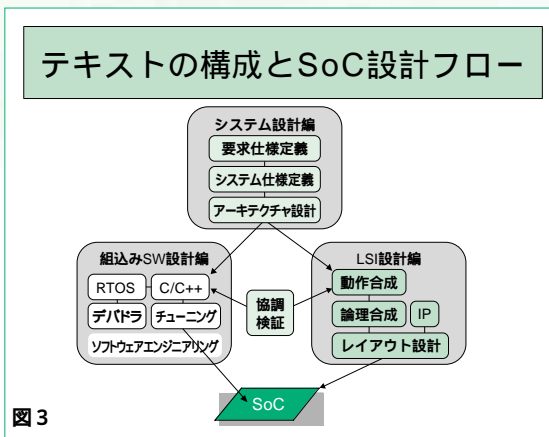 テキストの構成とSoC設計フロー
システム設計編
要求仕様定義
システム仕様定義
アーキテクチャ設計
組込みSW設計編
RTOS
C/C++
デバドラ
チューニング
ソフトウェアエンジニアリング
協調
検証
LSI設計編
動作合成
論理合成
IP
レイアウト設計
SoC
図3